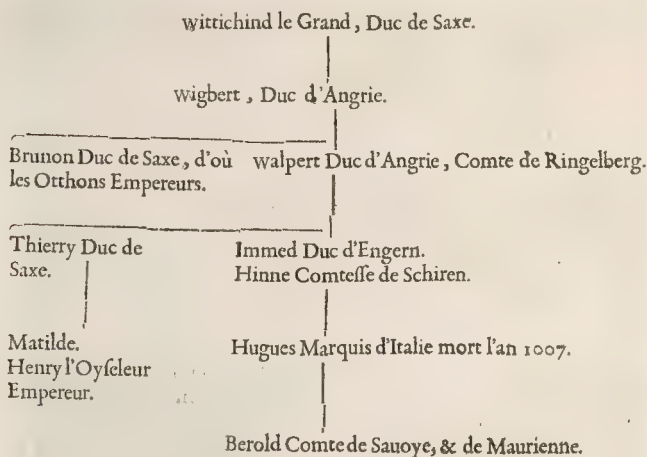 wittichind le Grand, Duc de Saxe.
wigbert, Duc d'Angrie.
Brunon Duc de Saxe, d'où
les Otthons Empereurs.
walpert Duc d'Angrie, Comte de Ringelberg.
Thierry Duc de
Saxe.
Immed Duc d'Engern.
Hinne Comteſſe de Schiren.
Matilde.
Henry l'Oyſeleur
Empereur.
Hugues Marquis d'Italie mort l'an 1007.
Berold Comte de Sauoye, & de Maurienne.